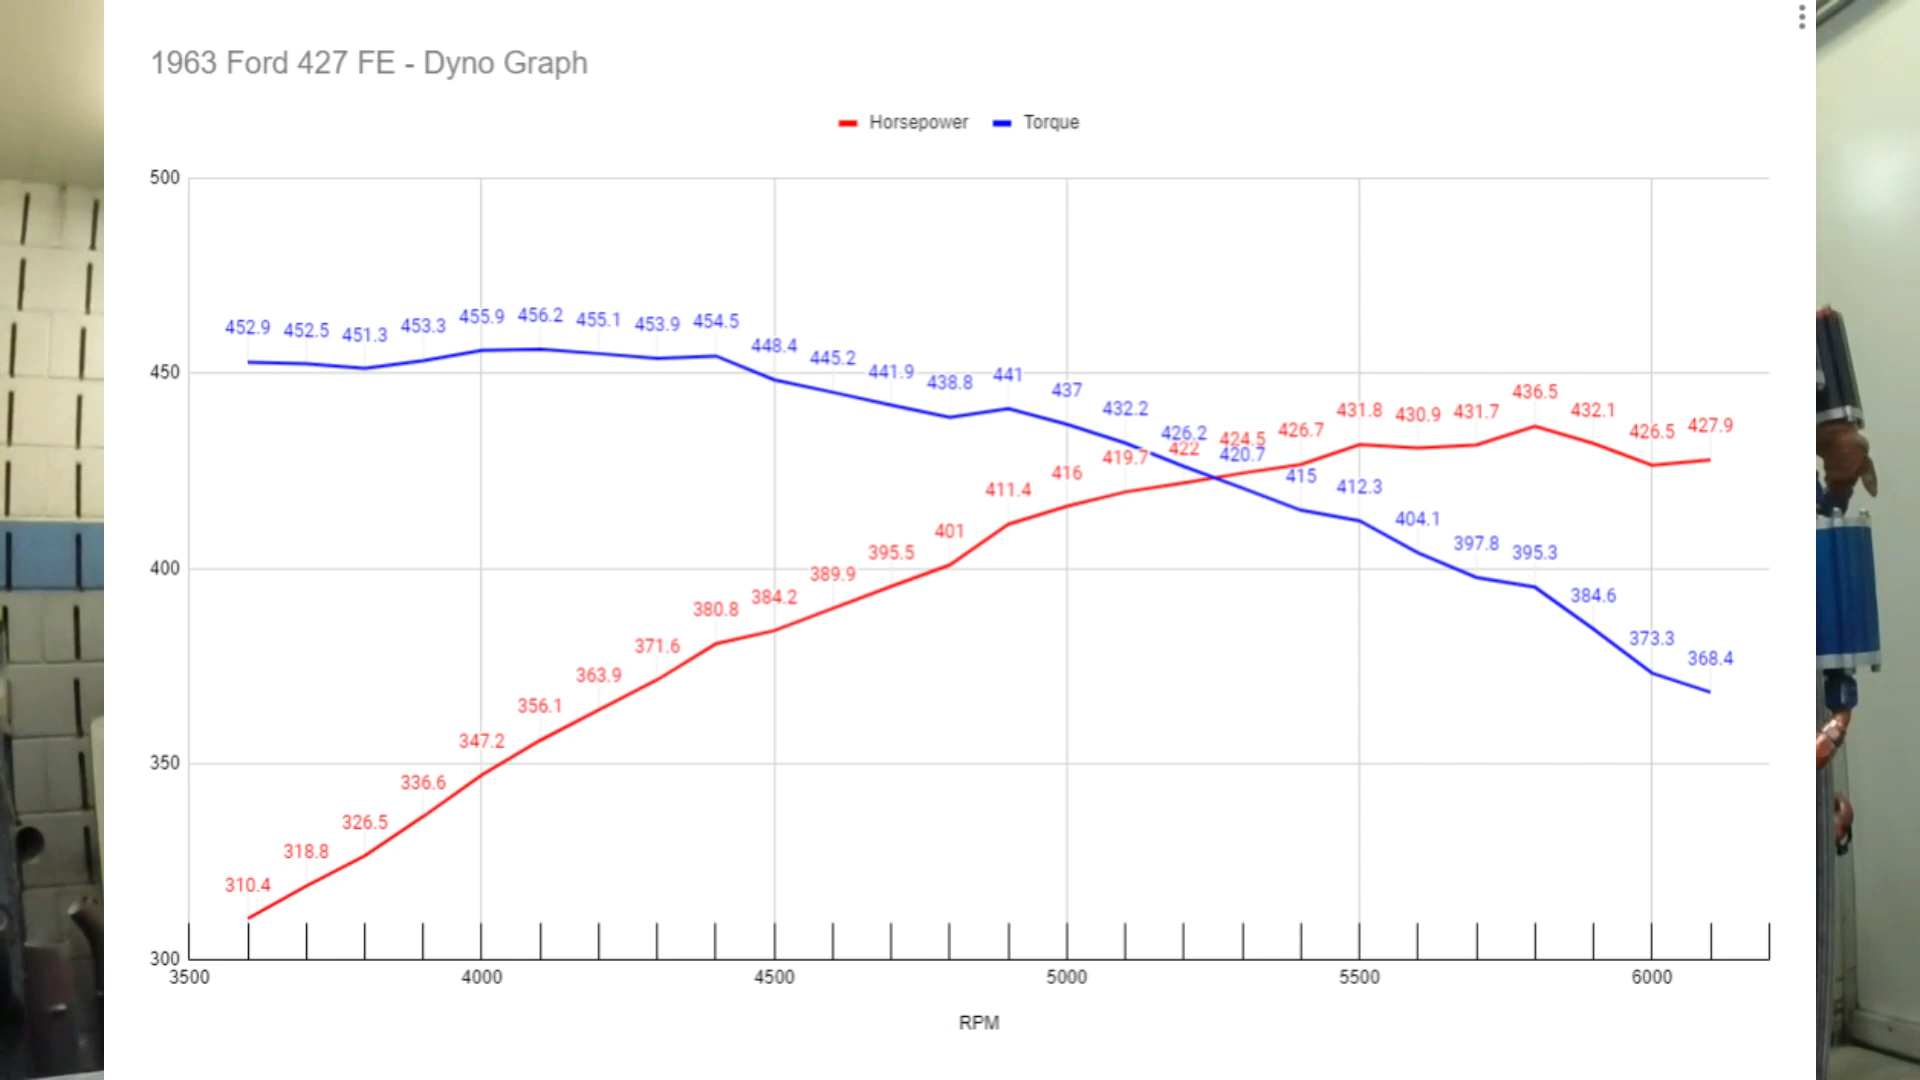 1963 Ford 427 FE - Dyno Graph
Horsepower Torque
500
452.9 452.5 451.3 453.3 455.9 456.2 455.1 453.9 454.5 448.4 445.2 441.9 438.8 441 437 432.2 426.2 420.7 415 412.3 404.1 397.8 395.3 384.6 373.3 368.4
450
310.4 318.8 326.5 336.6 347.2 356.1 363.9 371.6 380.8 384.2 389.9 395.5 401 411.4 416 419.7 422 424.5 426.7 431.8 430.9 431.7 436.5 432.1 426.5 427.9
400
350
300
3500 4000 4500 5000 5500 6000
RPM